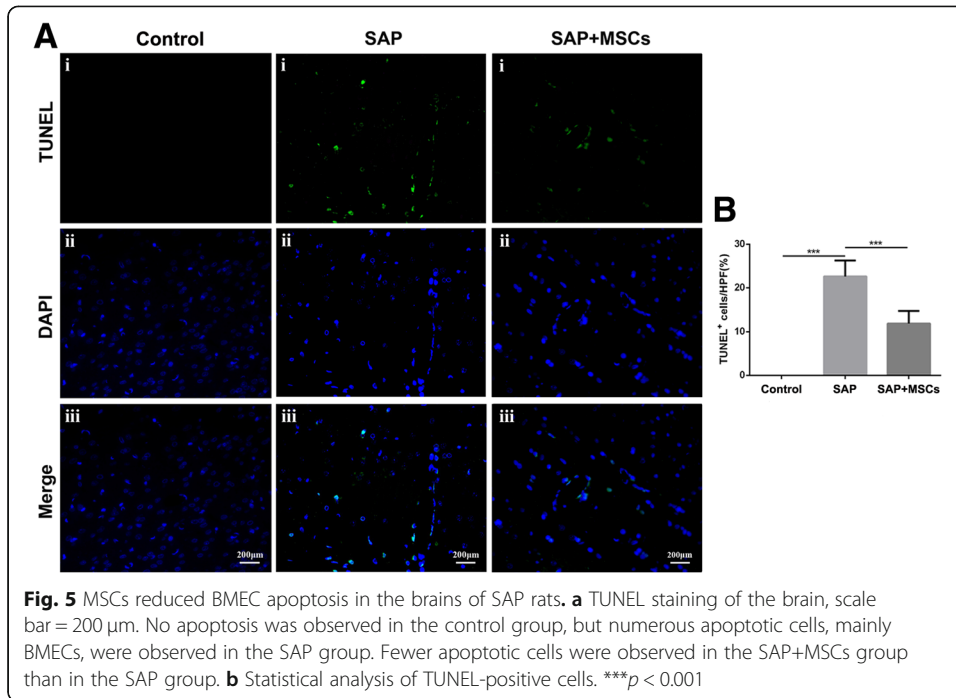 A
Control
SAP
SAP+MSCs
TUNEL
i
i
i
DAPI
ii
ii
ii
Merge
iii
iii
iii
200μm
200μm
200μm
B
TUNEL+ cells/HPF(%)
30
20
10
0
***
***
Control
SAP
SAP+MSCs
Fig. 5 MSCs reduced BMEC apoptosis in the brains of SAP rats. a TUNEL staining of the brain, scale
bar = 200 μm. No apoptosis was observed in the control group, but numerous apoptotic cells, mainly
BMECs, were observed in the SAP group. Fewer apoptotic cells were observed in the SAP+MSCs group
than in the SAP group. b Statistical analysis of TUNEL-positive cells. ***p < 0.001